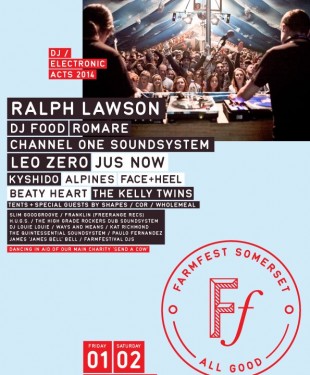 DJ /
ELECTRONIC
ACTS 2014
RALPH LAWSON
DJ FOOD | ROMARE
CHANNEL ONE SOUNDSYSTEM
LEO ZERO JUS NOW
KYSHIDO ALPINES FACE+HEEL
BEATY HEART THE KELLY TWINS
TENTS + SPECIAL GUESTS BY SHAPES / COR / WHOLEMEAL
SLIM GOODGROOVE / FRANKLIN (FREERANGE RECS)
H.U.G.S. / THE HIGH GRADE ROCKERS DUB SOUNDSYSTEM
DJ LOUIE LOUIE / WAYS AND MEANS / KAT RICHMOND
THE QUINTESSENTIAL SOUNDSYSTEM / PAULO FERNANDEZ
JAMES 'JAMES BELL' BELL / FARMFESTIVAL DJS
DANCING IN AID OF OUR MAIN CHARITY 'SEND A COW'
FARMFEST SOMERSET
Ff
ALL GOOD
FRIDAY SATURDAY
01 02